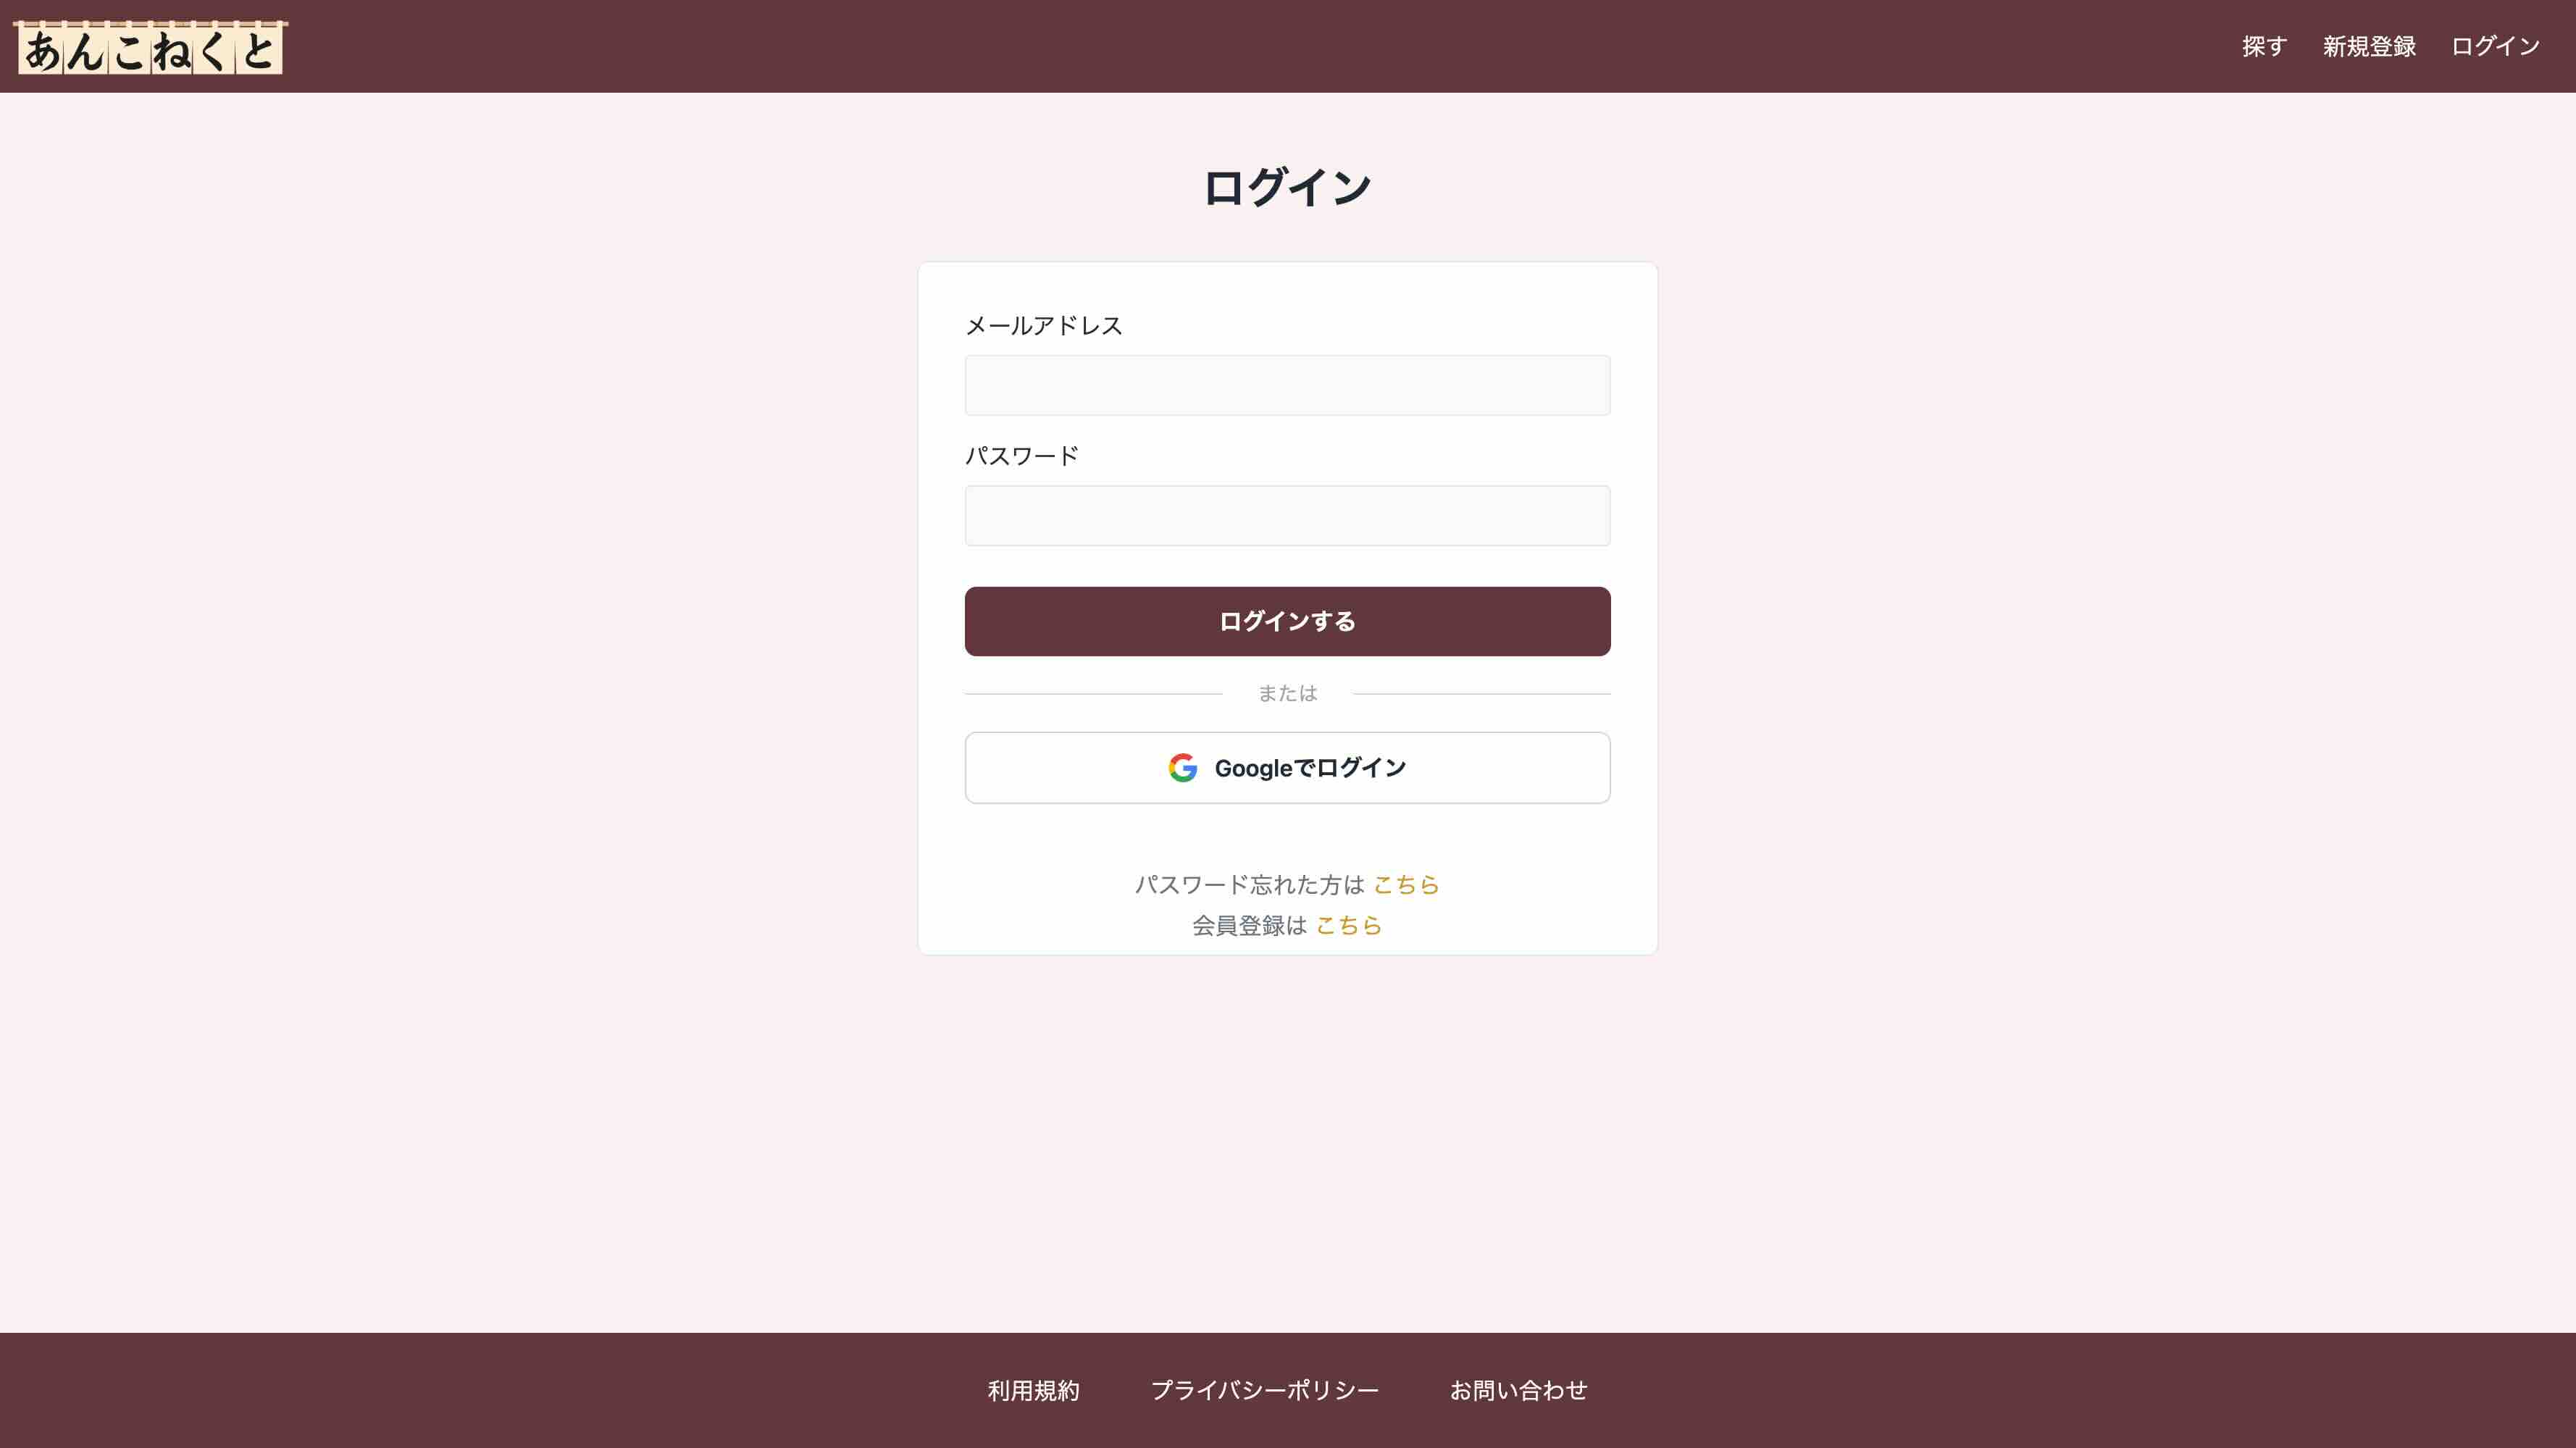 あんこねくと
探す 新規登録 ログイン
ログイン
メールアドレス
パスワード
ログインする
または
Googleでログイン
パスワード忘れた方は こちら
会員登録は こちら
利用規約 プライバシーポリシー お問い合わせ